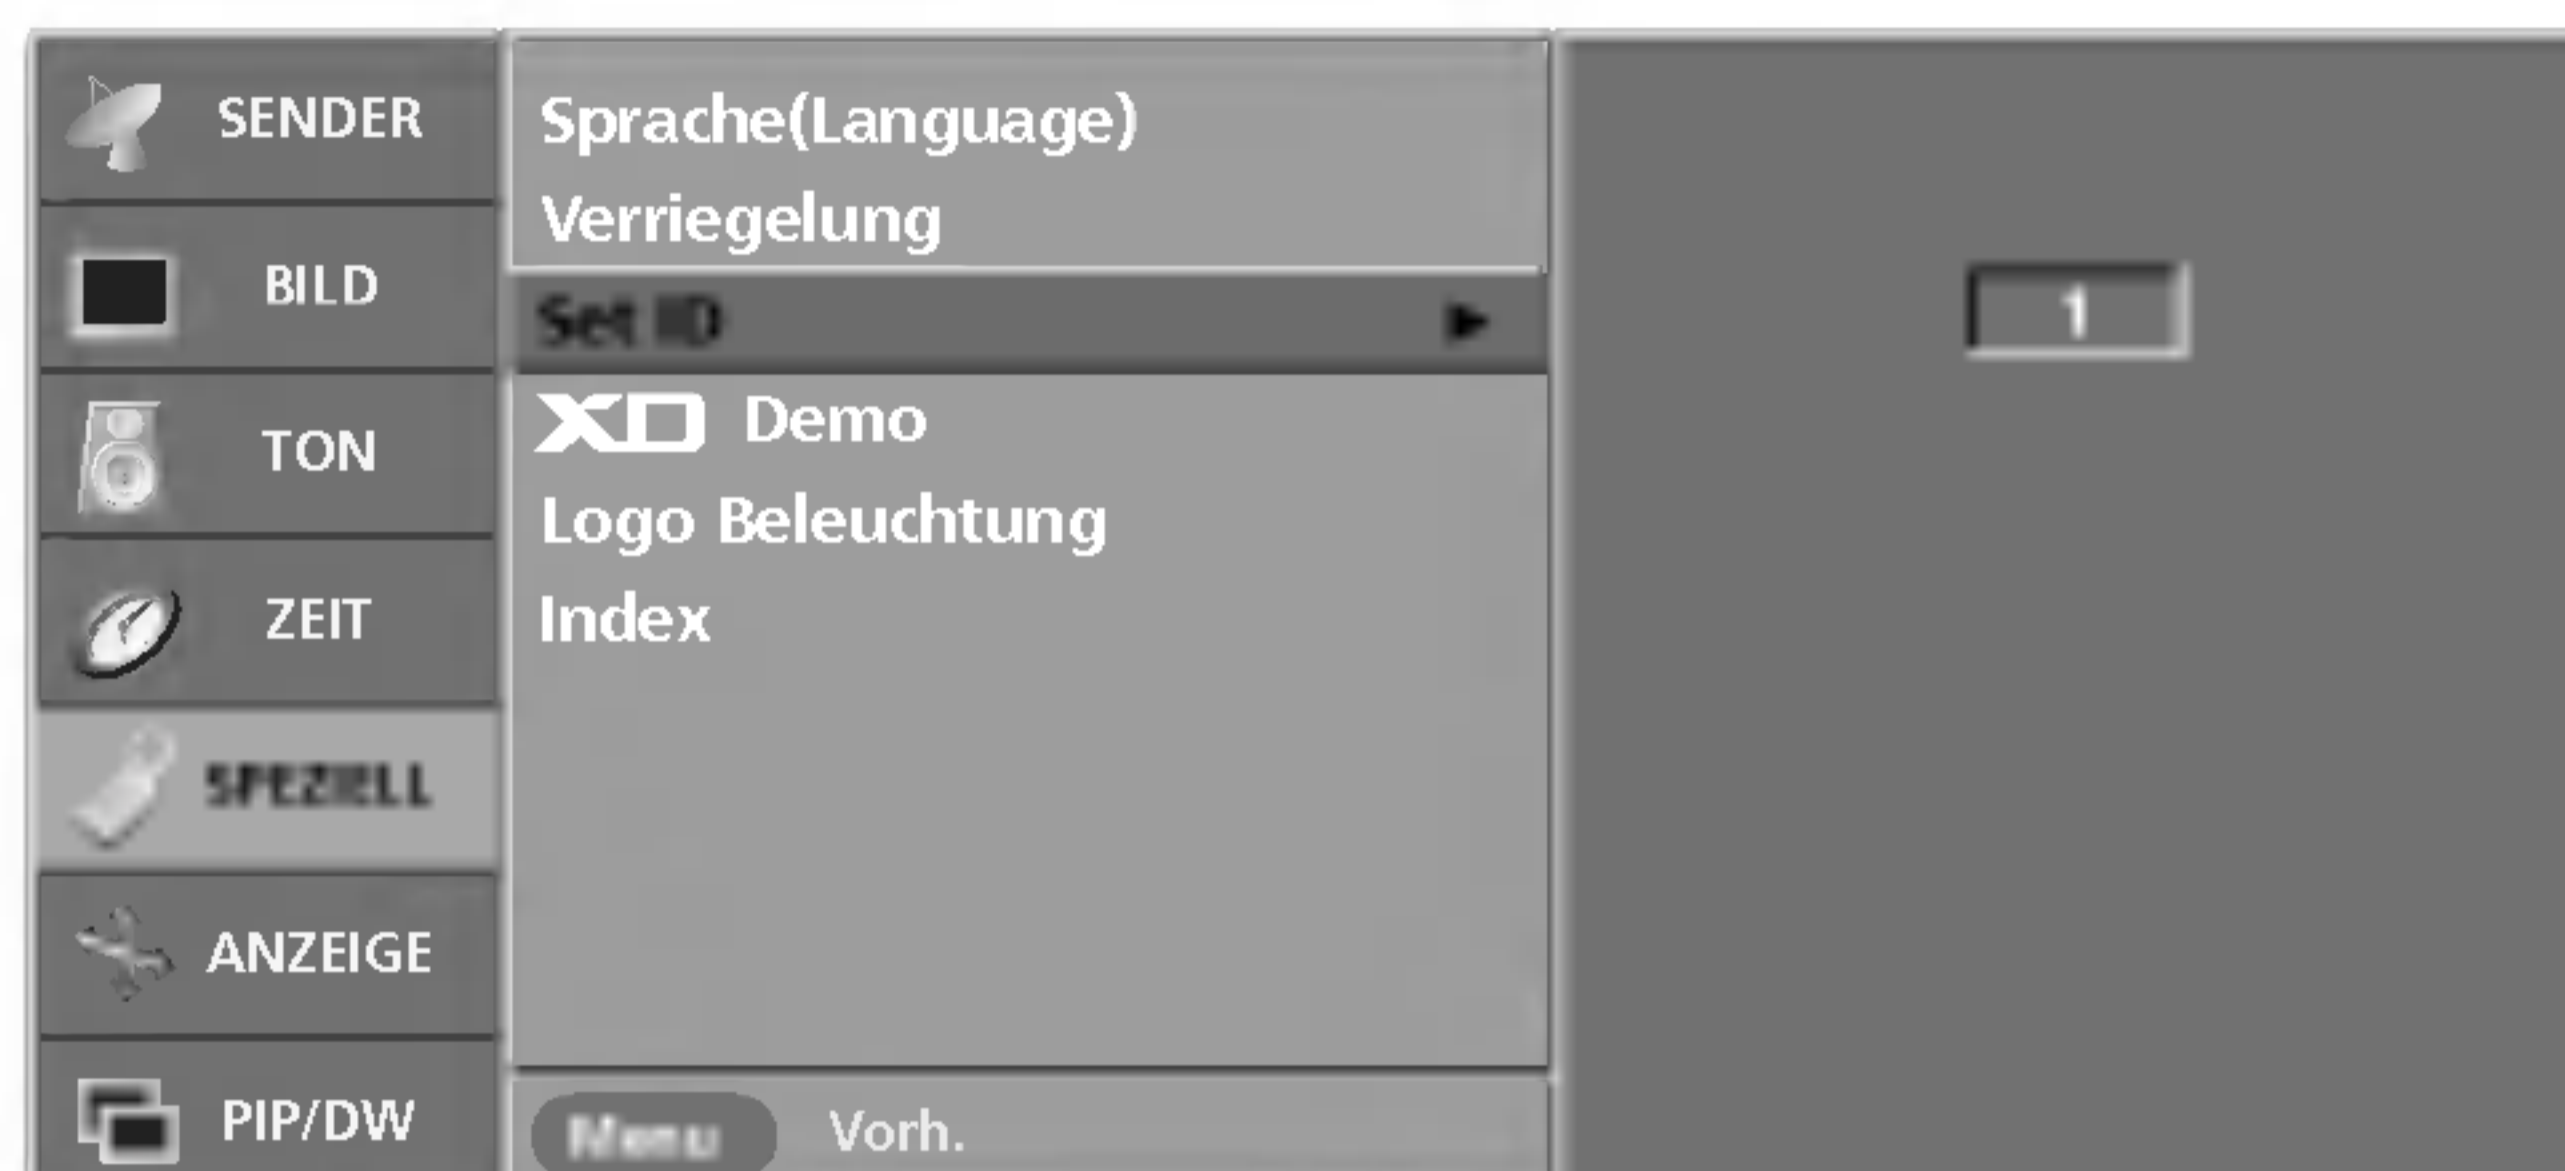 SENDER
BILD
TON
ZEIT
SPEZIELL
ANZEIGE
PIP/DW
Sprache(Language)
Verriegelung
Set ID
XD Demo
Logo Beleuchtung
Index
Menu Vorh.
1